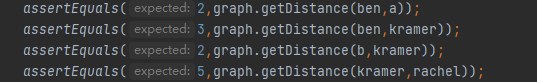 assertEquals( expected: 2,graph.getDistance(ben,a));
assertEquals( expected: 3,graph.getDistance(ben,kramer));
assertEquals( expected: 2,graph.getDistance(b,kramer));
assertEquals( expected: 5,graph.getDistance(kramer,rachel));